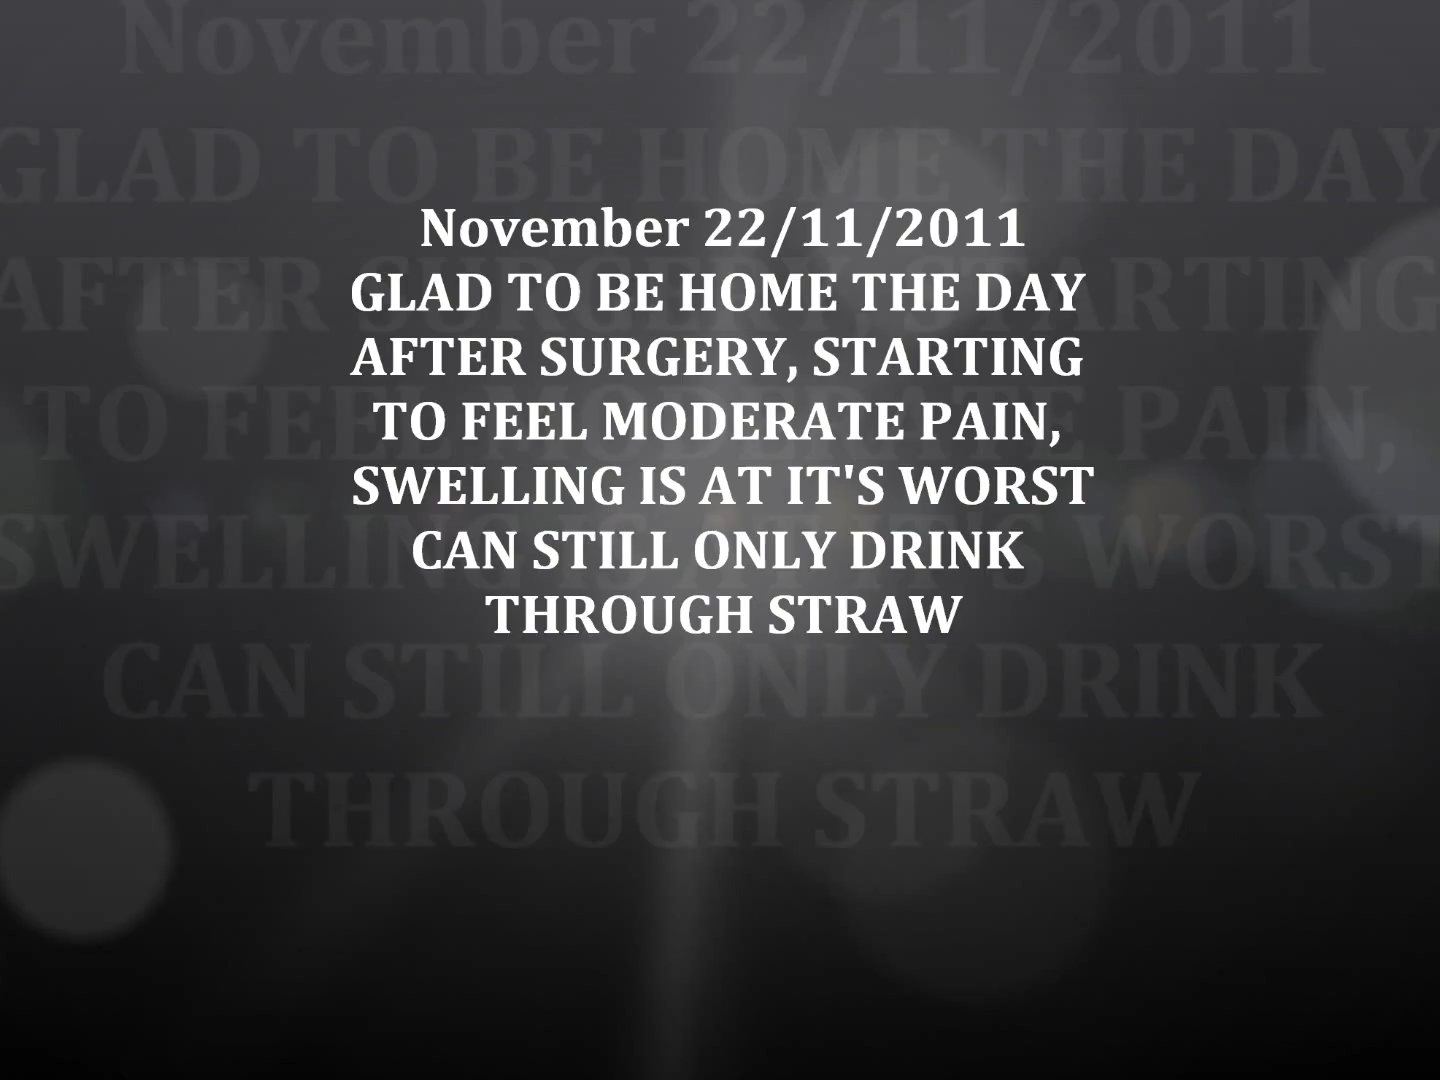 November 22/11/2011
GLAD TO BE HOME THE DAY
AFTER SURGERY, STARTING
TO FEEL MODERATE PAIN,
SWELLING IS AT IT'S WORST
CAN STILL ONLY DRINK
THROUGH STRAW